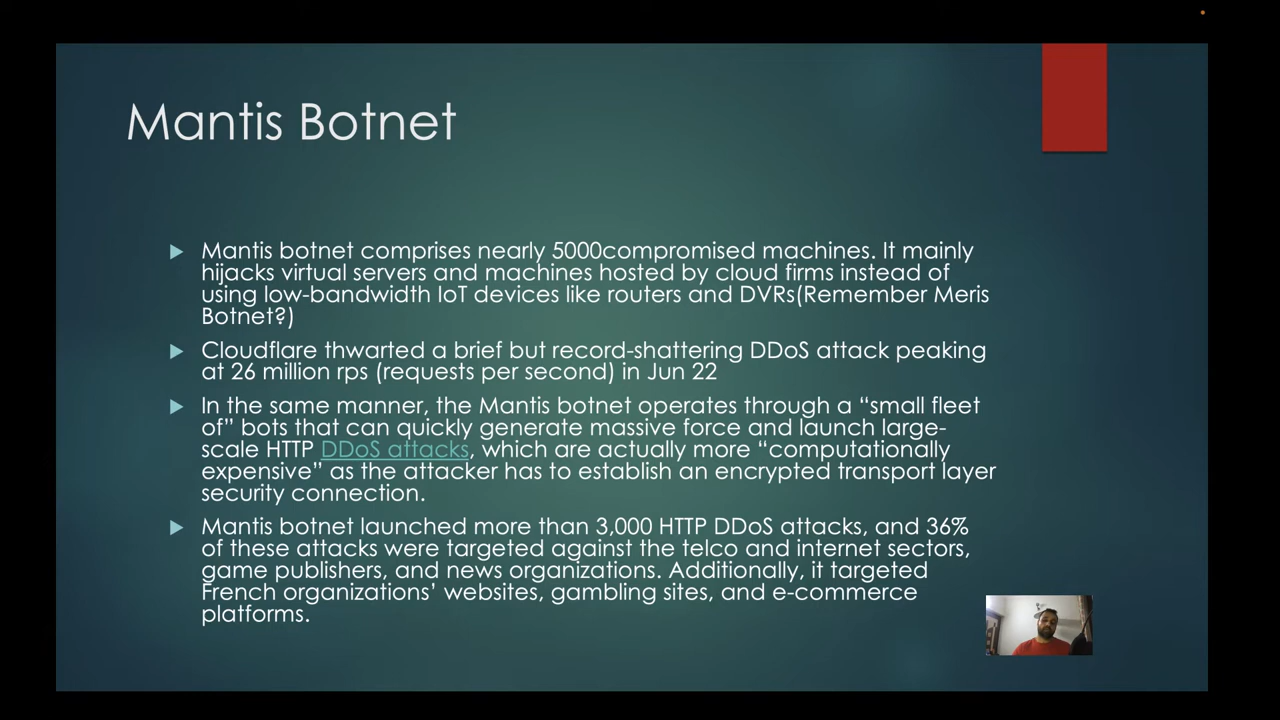 Mantis Botnet
Mantis botnet comprises nearly 5000compromised machines. It mainly
hijacks virtual servers and machines hosted by cloud firms instead of
using low-bandwidth IoT devices like routers and DVRs(Remember Meris
Botnet?)
Cloudflare thwarted a brief but record-shattering DDoS attack peaking
at 26 million rps (requests per second) in Jun 22
In the same manner, the Mantis botnet operates through a “small fleet
of” bots that can quickly generate massive force and launch large-
scale HTTP DDoS attacks, which are actually more “computationally
expensive” as the attacker has to establish an encrypted transport layer
security connection.
Mantis botnet launched more than 3,000 HTTP DDoS attacks, and 36%
of these attacks were targeted against the telco and internet sectors,
game publishers, and news organizations. Additionally, it targeted
French organizations’ websites, gambling sites, and e-commerce
platforms.